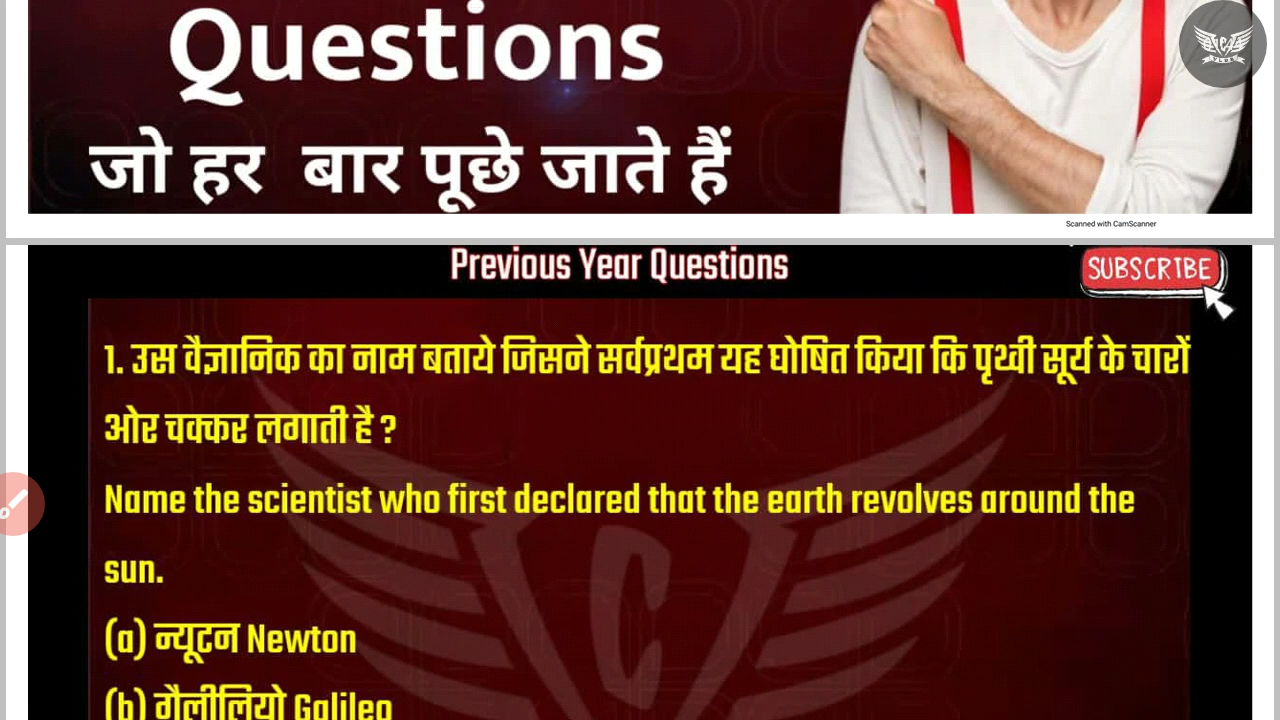 Questions
जो हर बार पूछे जाते हैं
Scanned with CamScanner
Previous Year Questions
SUBSCRIBE
1. उस वैज्ञानिक का नाम बताये जिसने सर्वप्रथम यह घोषित किया कि पृथ्वी सूर्य के चारों
ओर चक्कर लगाती है ?
Name the scientist who first declared that the earth revolves around the
sun.
(a) न्यूटन Newton
(b) गैलीलियो Galileo